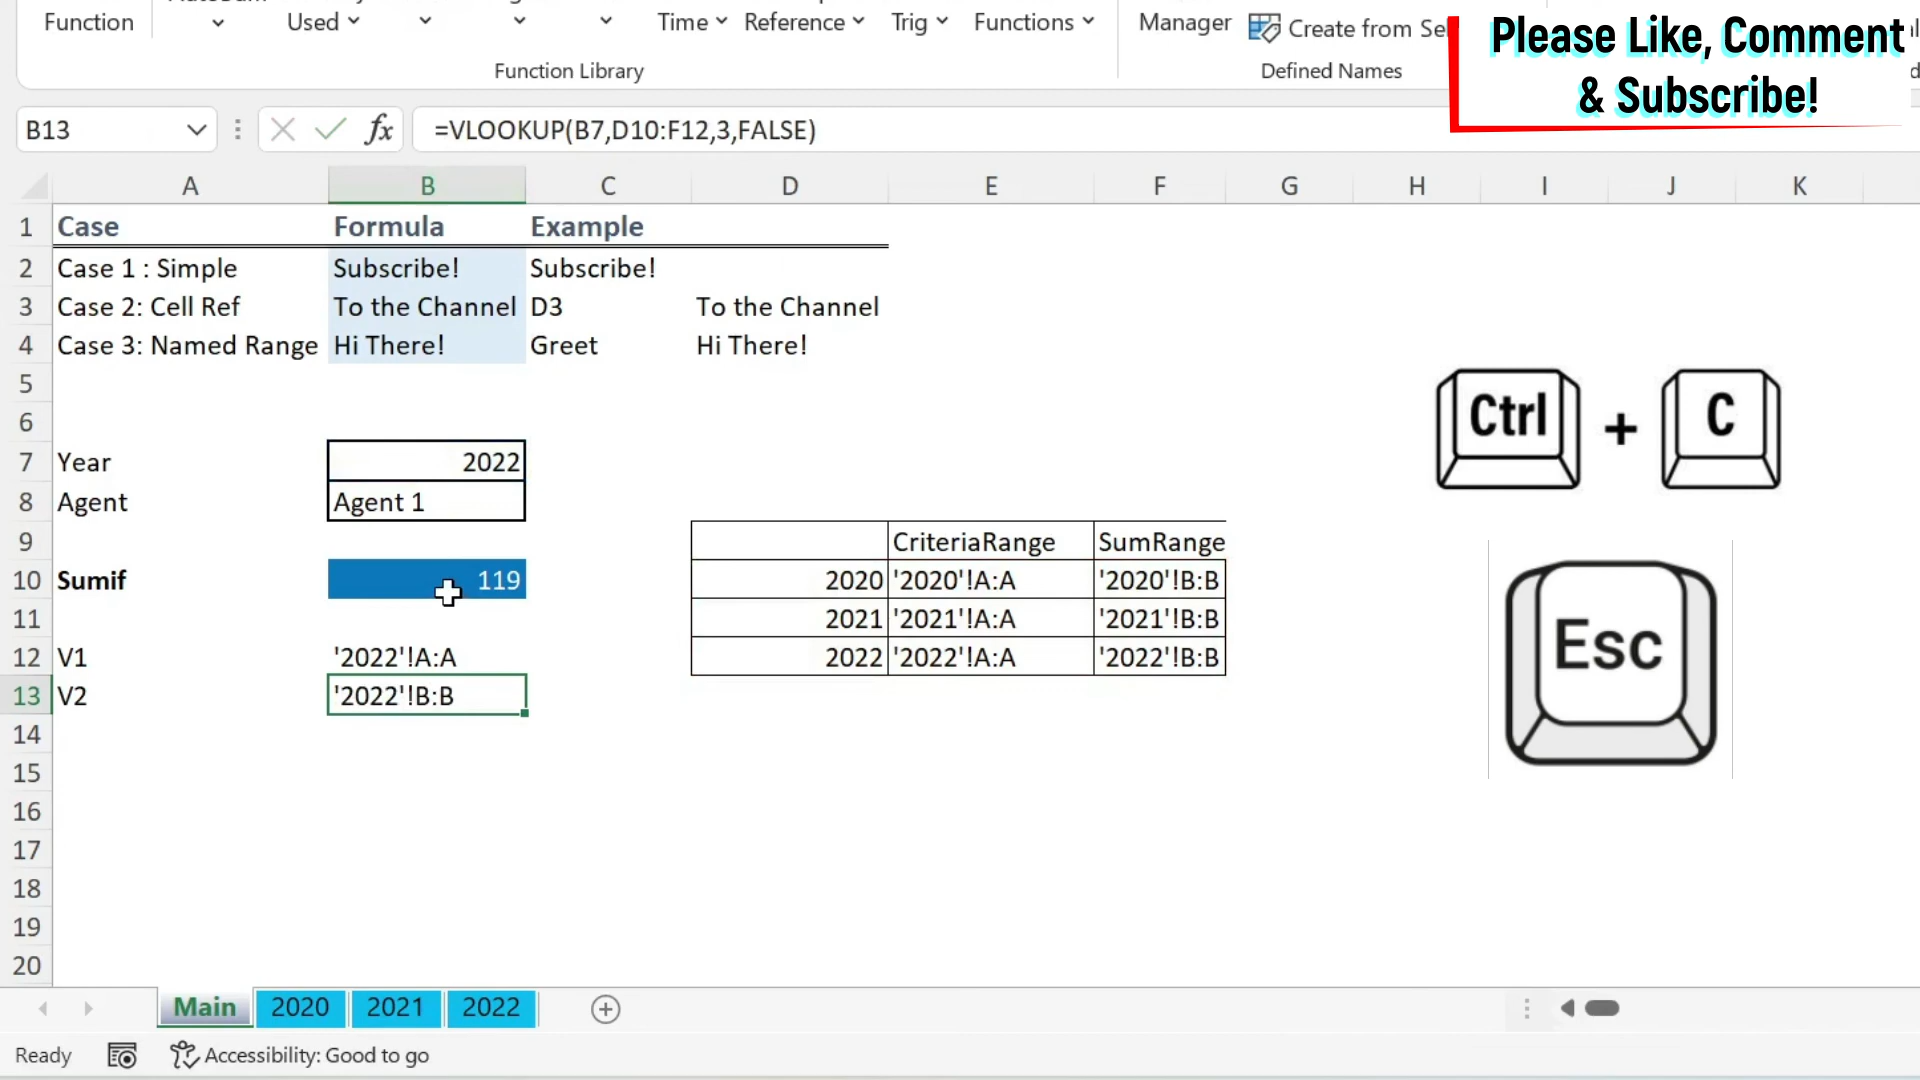 Function
Used
Time
Reference
Trig
Functions
Manager
Create from Se
Function Library
Defined Names
Please Like, Comment
& Subscribe!
B13
fx
=VLOOKUP(B7,D10:F12,3,FALSE)
A B C D E F G H I J K
1 Case Formula Example
2 Case 1 : Simple Subscribe! Subscribe!
3 Case 2: Cell Ref To the Channel D3 To the Channel
4 Case 3: Named Range Hi There! Greet Hi There!
5
6
7 Year 2022
8 Agent Agent 1
9 CriteriaRange SumRange
10 Sumif 119 2020 '2020'!A:A '2020'!B:B
11 2021 '2021'!A:A '2021'!B:B
12 V1 '2022'!A:A 2022 '2022'!A:A '2022'!B:B
13 V2 '2022'!B:B
14
15
16
17
18
19
20
Ctrl + C
Esc
Main 2020 2021 2022
Ready
Accessibility: Good to go